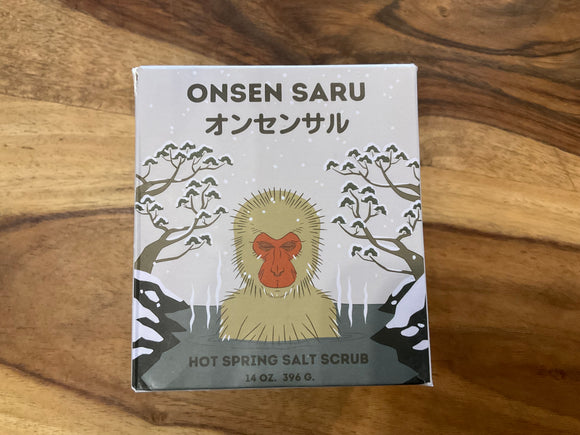 ONSEN SARU
オンセンサル
HOT SPRING SALT SCRUB
14 OZ. 396 G.